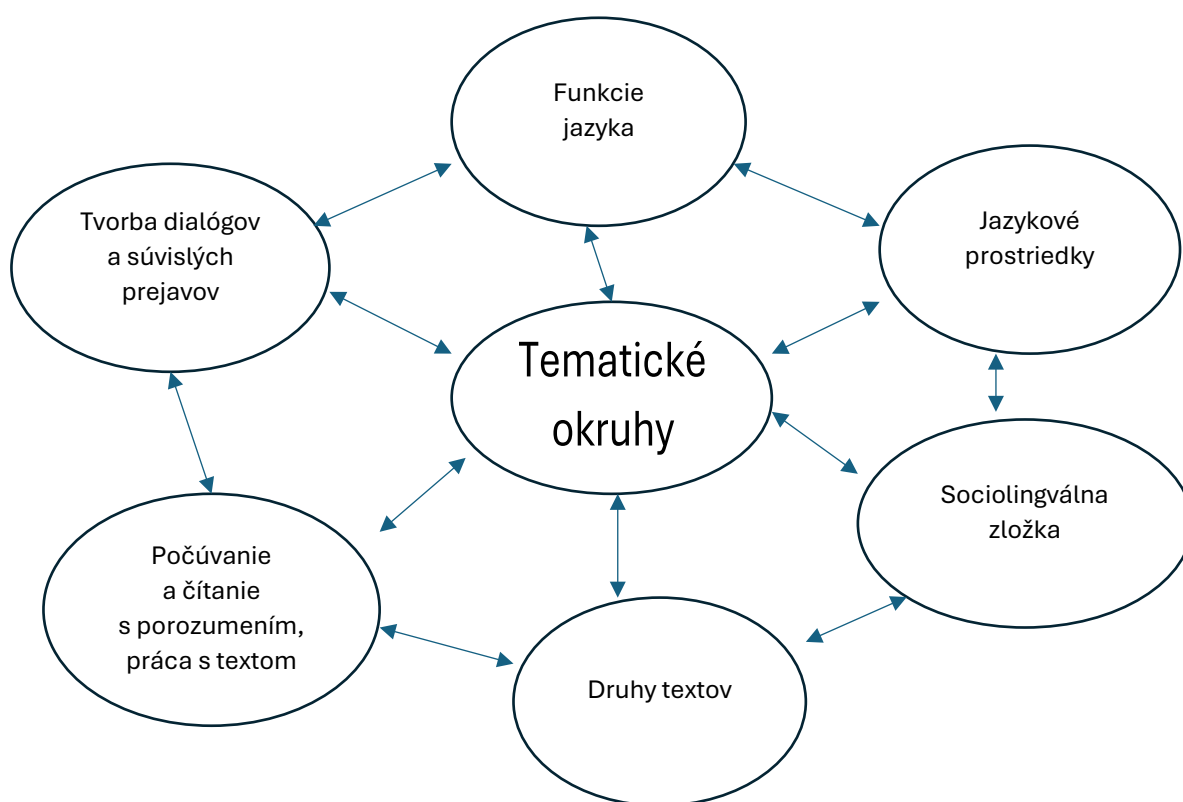 Funkcie
jazyka
Tvorba dialógov
a súvislých
prejavov
Jazykové
prostriedky
Tematické
okruhy
Sociolingválna
zložka
Počúvanie
a čítanie
s porozumením,
práca s textom
Druhy textov